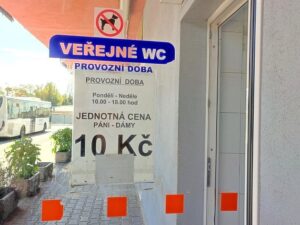 VEŘEJNÉ WC
PROVOZNÍ DOBA
PROVOZNÍ DOBA
Pondělí - Neděle
10.00 - 18.00 hod
JEDNOTNÁ CENA
PÁNI - DÁMY
10 Kč